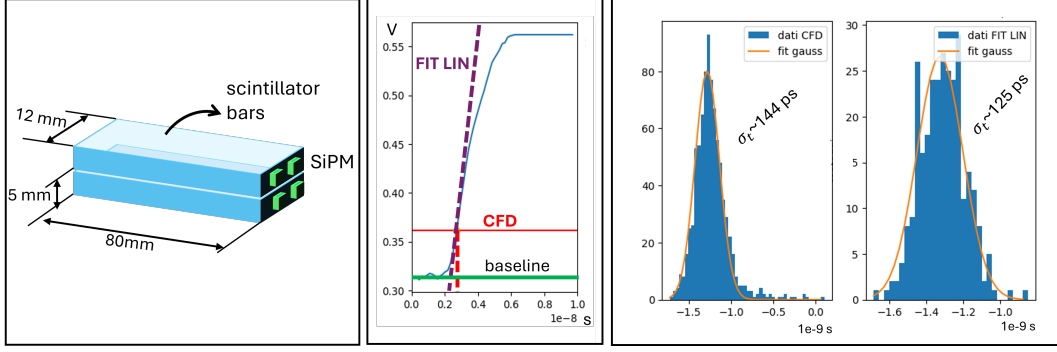 12 mm
scintillator
bars
SiPM
5 mm
80mm
V
0.55
FIT LIN
0.50
0.45
0.40
CFD
0.35
baseline
0.30
0.0 0.2 0.4 0.6 0.8 1.0
1e-8 s
dati CFD
fit gauss
σt~144 ps
80
60
40
20
0
−1.5 −1.0 −0.5 0.0
1e-9 s
dati FIT LIN
fit gauss
σt~125 ps
30
25
20
15
10
5
0
−1.6 −1.4 −1.2 −1.0
1e-9 s